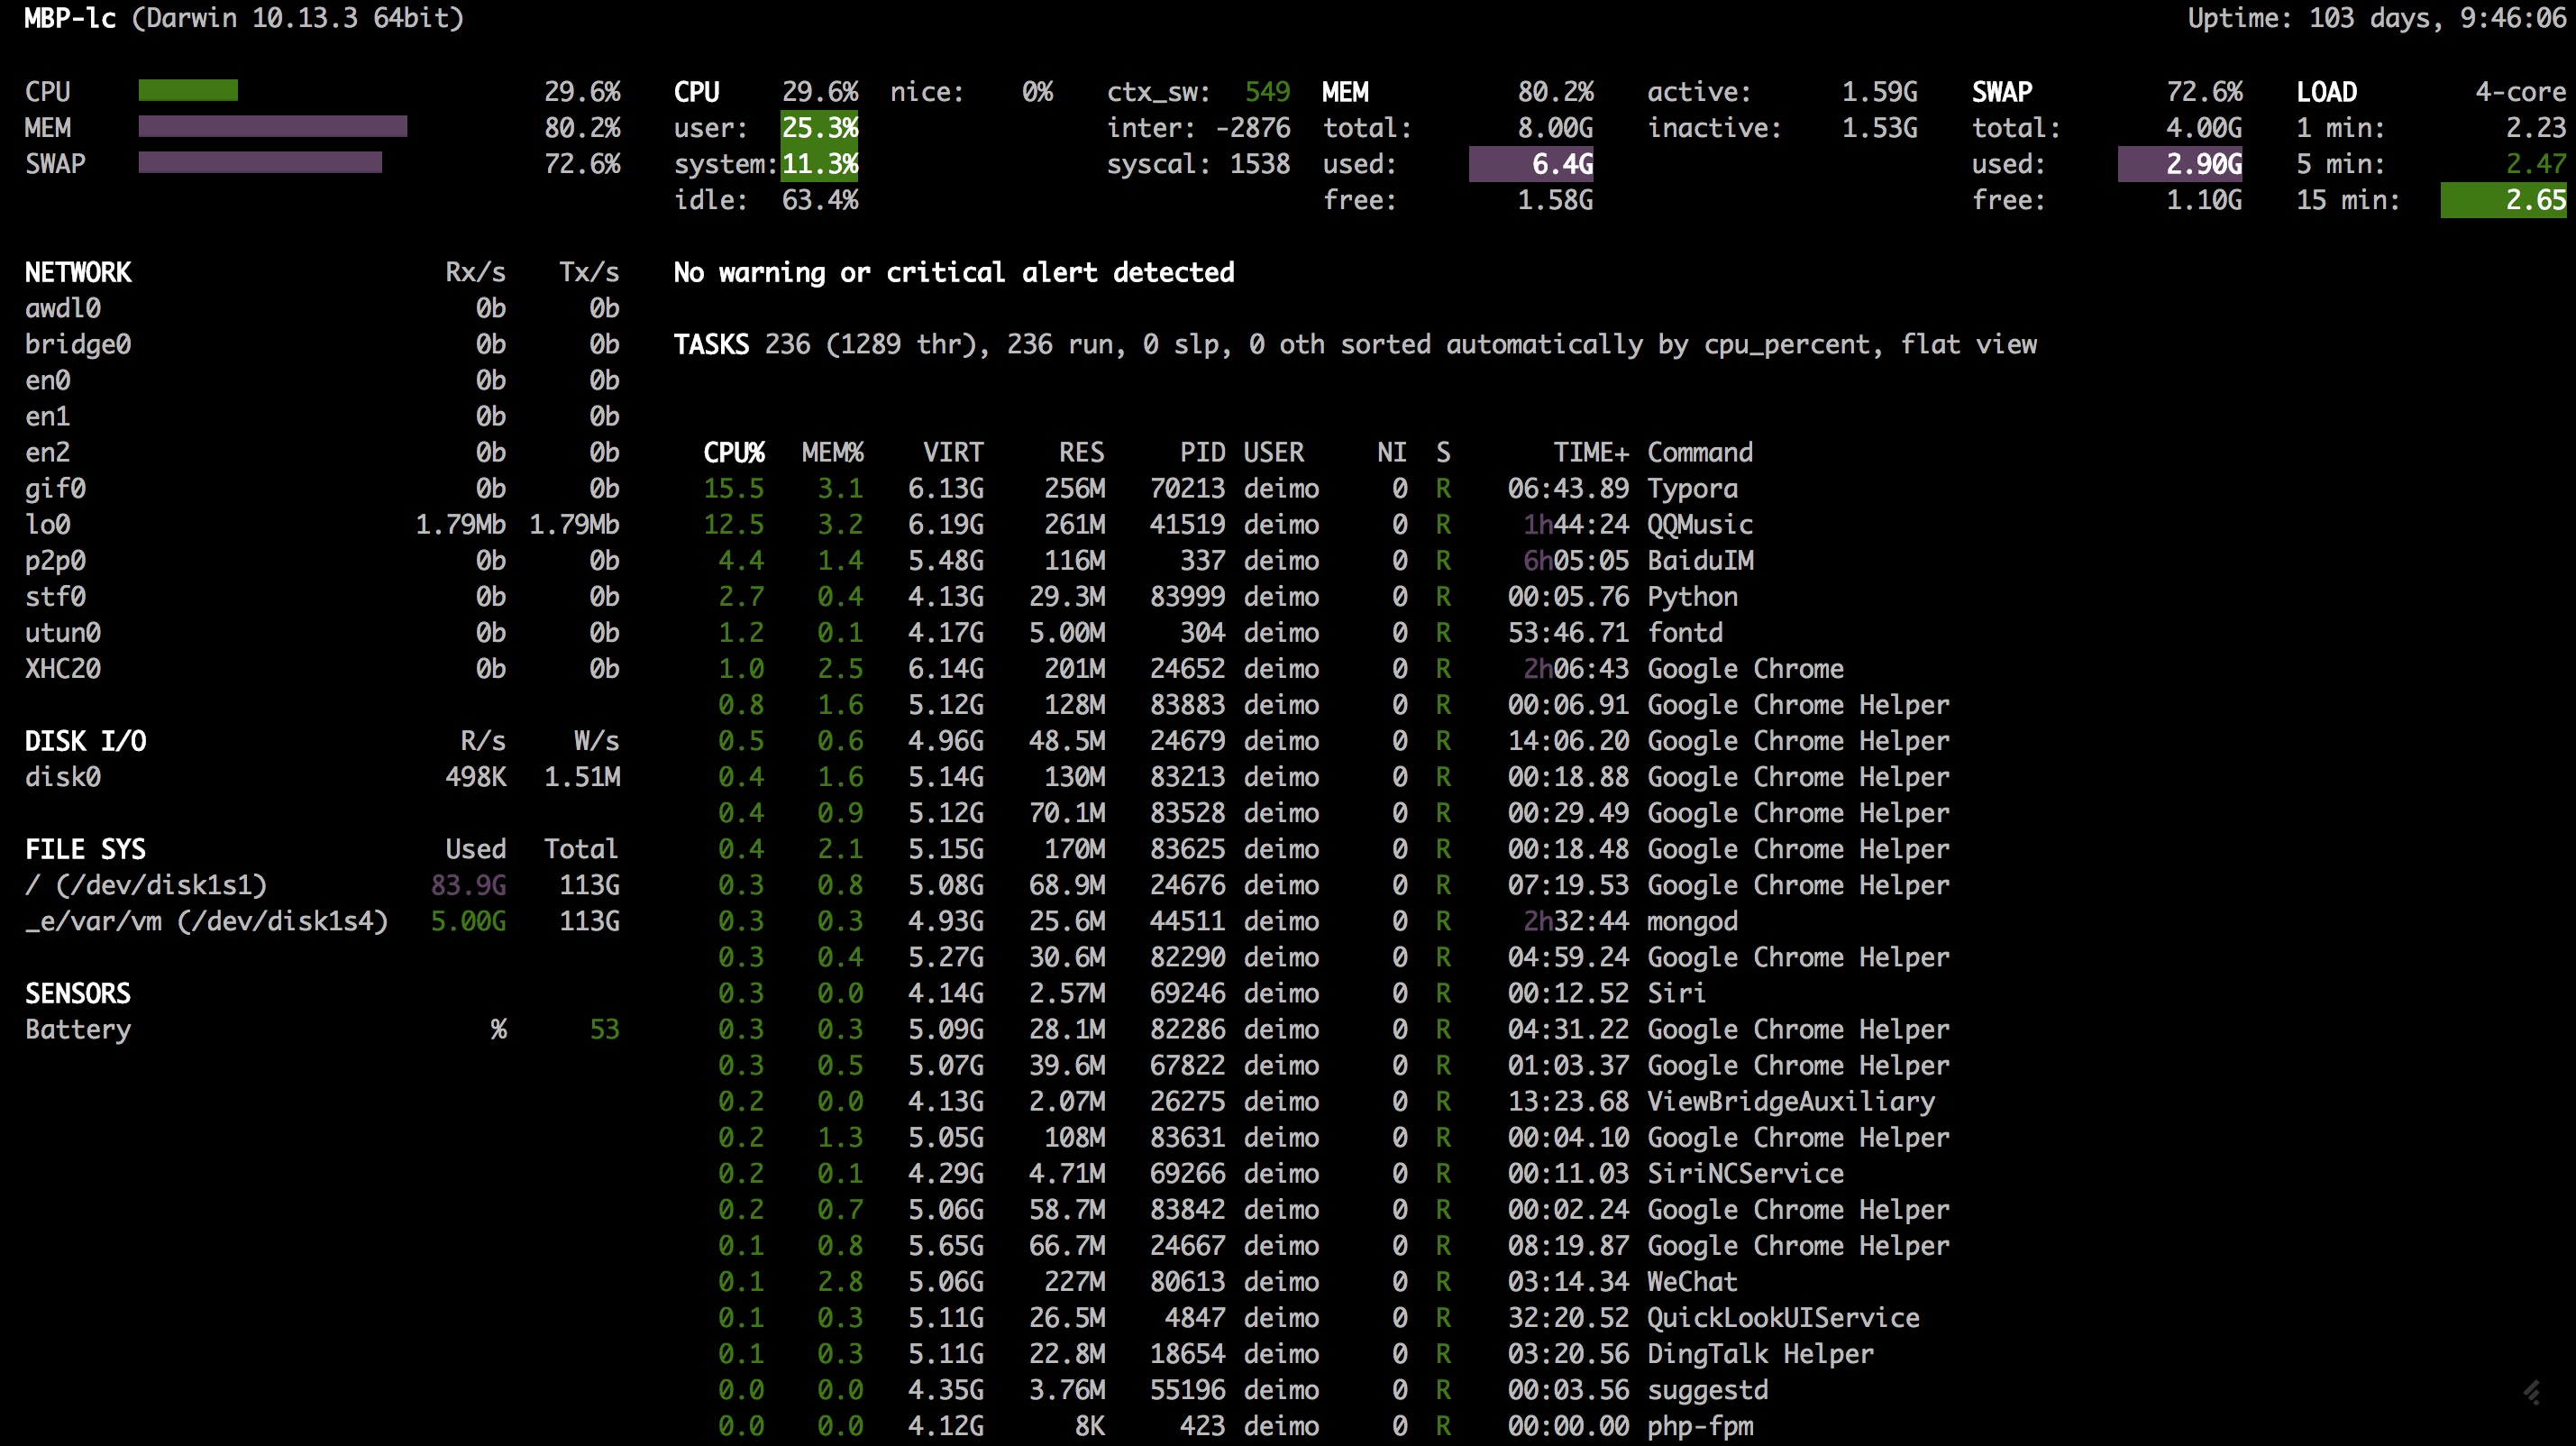 MBP-lc (Darwin 10.13.3 64bit) Uptime: 103 days, 9:46:06
CPU 29.6% CPU 29.6% nice: 0% ctx_sw: 549 MEM 80.2% active: 1.59G SWAP 72.6% LOAD 4-core
MEM 80.2% user: 25.3% inter: -2876 total: 8.00G inactive: 1.53G total: 4.00G 1 min: 2.23
SWAP 72.6% system: 11.3% syscal: 1538 used: 6.4G used: 2.90G 5 min: 2.47
idle: 63.4% free: 1.58G free: 1.10G 15 min: 2.65
NETWORK Rx/s Tx/s
awdl0 0b 0b
bridge0 0b 0b
en0 0b 0b
en1 0b 0b
en2 0b 0b
gif0 0b 0b
lo0 1.79Mb 1.79Mb
p2p0 0b 0b
stf0 0b 0b
utun0 0b 0b
XHC20 0b 0b
DISK I/O R/s W/s
disk0 498K 1.51M
FILE SYS Used Total
/ (/dev/disk1s1) 83.9G 113G
_e/var/vm (/dev/disk1s4) 5.00G 113G
SENSORS
Battery % 53
No warning or critical alert detected
TASKS 236 (1289 thr), 236 run, 0 slp, 0 oth sorted automatically by cpu_percent, flat view
CPU% MEM% VIRT RES PID USER NI S TIME+ Command
15.5 3.1 6.13G 256M 70213 deimo 0 R 06:43.89 Typora
12.5 3.2 6.19G 261M 41519 deimo 0 R 1h44:24 QQMusic
4.4 1.4 5.48G 116M 337 deimo 0 R 6h05:05 BaiduIM
2.7 0.4 4.13G 29.3M 83999 deimo 0 R 00:05.76 Python
1.2 0.1 4.17G 5.00M 304 deimo 0 R 53:46.71 fontd
1.0 2.5 6.14G 201M 24652 deimo 0 R 2h06:43 Google Chrome
0.8 1.6 5.12G 128M 83883 deimo 0 R 00:06.91 Google Chrome Helper
0.5 0.6 4.96G 48.5M 24679 deimo 0 R 14:06.20 Google Chrome Helper
0.4 1.6 5.14G 130M 83213 deimo 0 R 00:18.88 Google Chrome Helper
0.4 0.9 5.12G 70.1M 83528 deimo 0 R 00:29.49 Google Chrome Helper
0.4 2.1 5.15G 170M 83625 deimo 0 R 00:18.48 Google Chrome Helper
0.3 0.8 5.08G 68.9M 24676 deimo 0 R 07:19.53 Google Chrome Helper
0.3 0.3 4.93G 25.6M 44511 deimo 0 R 2h32:44 mongod
0.3 0.4 5.27G 30.6M 82290 deimo 0 R 04:59.24 Google Chrome Helper
0.3 0.0 4.14G 2.57M 69246 deimo 0 R 00:12.52 Siri
0.3 0.3 5.09G 28.1M 82286 deimo 0 R 04:31.22 Google Chrome Helper
0.3 0.5 5.07G 39.6M 67822 deimo 0 R 01:03.37 Google Chrome Helper
0.2 0.0 4.13G 2.07M 26275 deimo 0 R 13:23.68 ViewBridgeAuxiliary
0.2 1.3 5.05G 108M 83631 deimo 0 R 00:04.10 Google Chrome Helper
0.2 0.1 4.29G 4.71M 69266 deimo 0 R 00:11.03 SiriNCService
0.2 0.7 5.06G 58.7M 83842 deimo 0 R 00:02.24 Google Chrome Helper
0.1 0.8 5.65G 66.7M 24667 deimo 0 R 08:19.87 Google Chrome Helper
0.1 2.8 5.06G 227M 80613 deimo 0 R 03:14.34 WeChat
0.1 0.3 5.11G 26.5M 4847 deimo 0 R 32:20.52 QuickLookUIService
0.1 0.3 5.11G 22.8M 18654 deimo 0 R 03:20.56 DingTalk Helper
0.0 0.0 4.35G 3.76M 55196 deimo 0 R 00:03.56 suggestd
0.0 0.0 4.12G 8K 423 deimo 0 R 00:00.00 php-fpm